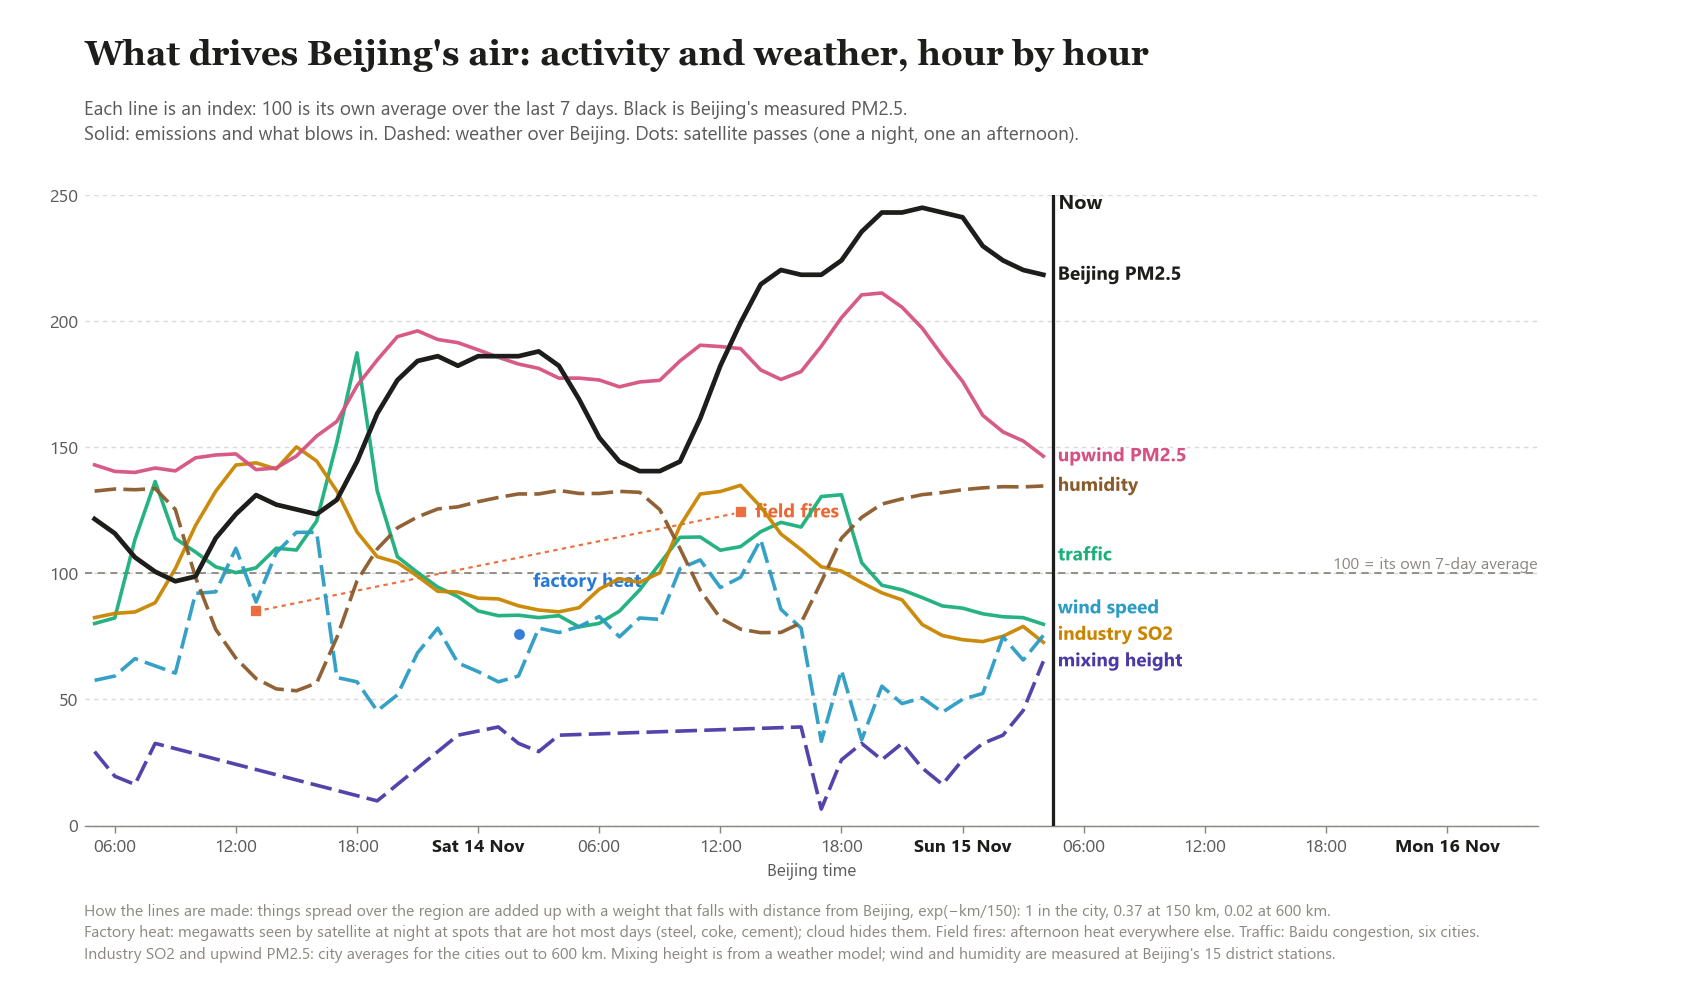 What drives Beijing's air: activity and weather, hour by hour
Each line is an index: 100 is its own average over the last 7 days. Black is Beijing's measured PM2.5.
Solid: emissions and what blows in. Dashed: weather over Beijing. Dots: satellite passes (one a night, one an afternoon).
250
200
150
100
50
0
Now
Beijing PM2.5
upwind PM2.5
humidity
field fires
traffic
100 = its own 7-day average
factory heat
wind speed
industry SO2
mixing height
06:00 12:00 18:00 Sat 14 Nov 06:00 12:00 18:00 Sun 15 Nov 06:00 12:00 18:00 Mon 16 Nov
Beijing time
How the lines are made: things spread over the region are added up with a weight that falls with distance from Beijing, exp(−km/150): 1 in the city, 0.37 at 150 km, 0.02 at 600 km.
Factory heat: megawatts seen by satellite at night at spots that are hot most days (steel, coke, cement); cloud hides them. Field fires: afternoon heat everywhere else. Traffic: Baidu congestion, six cities.
Industry SO2 and upwind PM2.5: city averages for the cities out to 600 km. Mixing height is from a weather model; wind and humidity are measured at Beijing's 15 district stations.